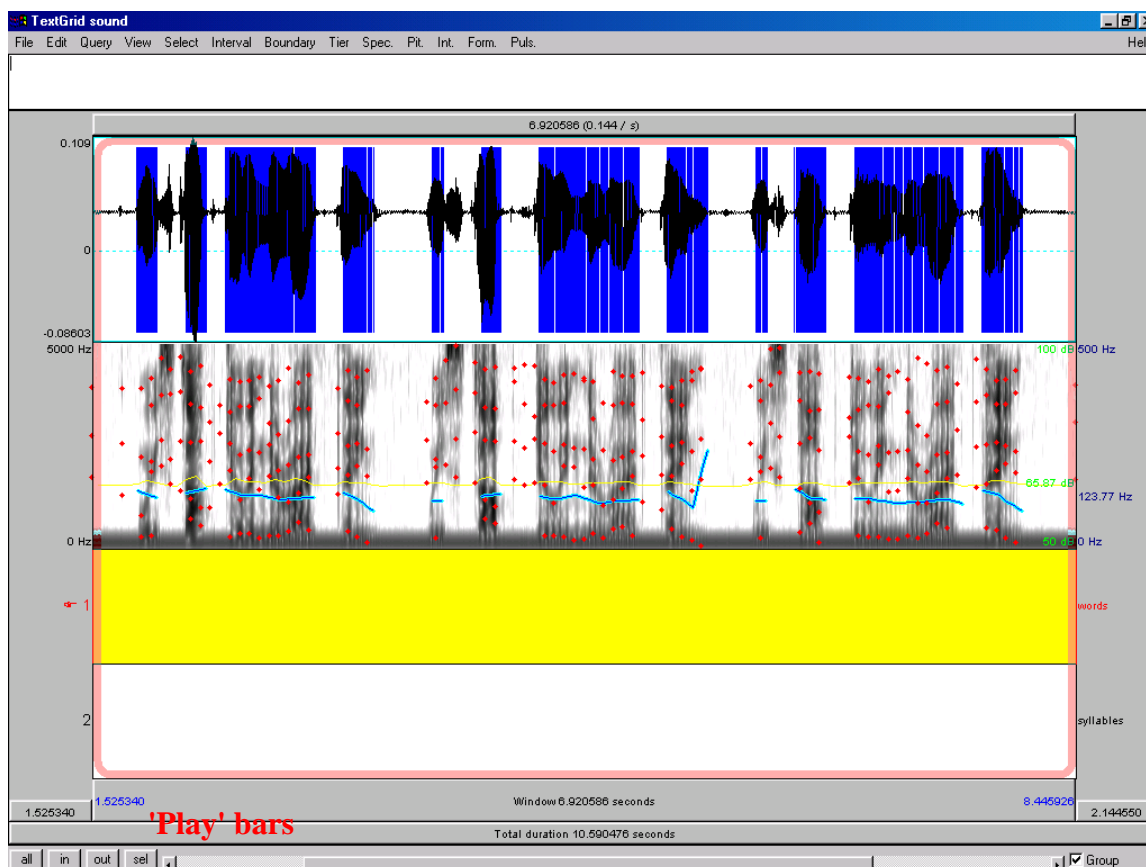 TextGrid sound
File Edit Query View Select Interval Boundary Tier Spec. Pit. Int. Form. Puls. Hel
6.920586 (0.144 / s)
0.109
0
-0.08603
5000 Hz 100 dB 500 Hz
65.87 dB 123.77 Hz
0 Hz 50 dB 0 Hz
1 words
2 syllables
1.525340 Window 6.920586 seconds 8.445926
1.525340 2.144550
'Play' bars
Total duration 10.590476 seconds
all in out sel Group